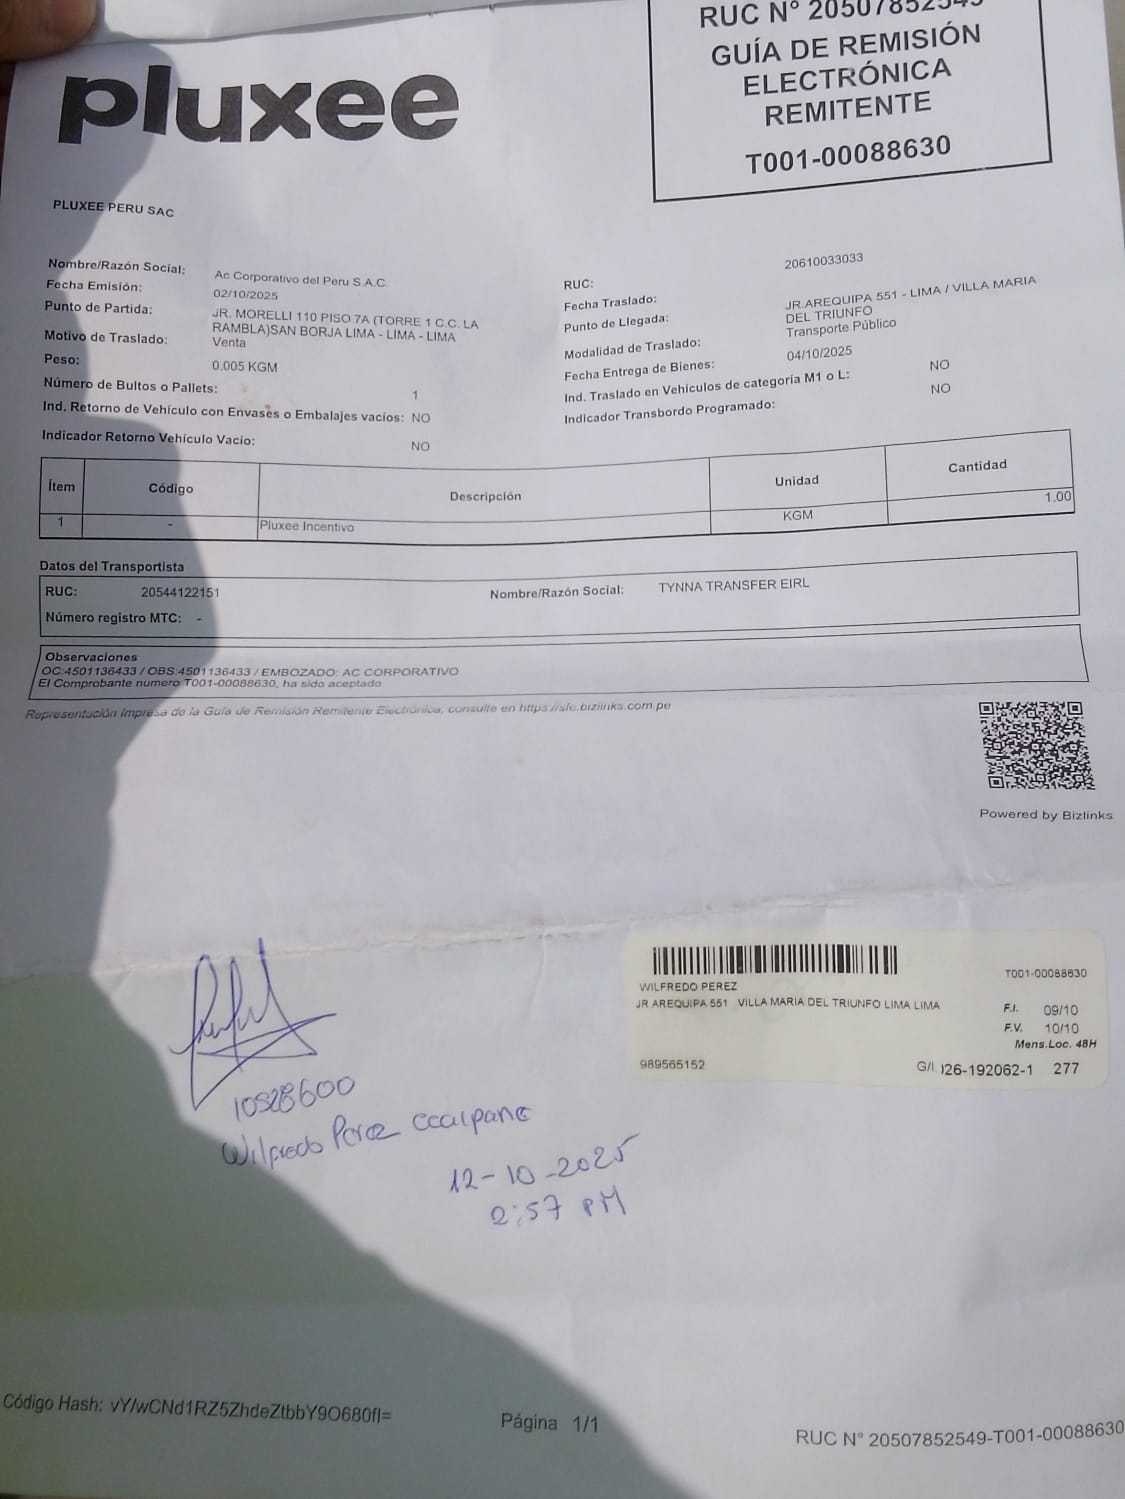 pluxee
RUC N° 20507852549
GUÍA DE REMISIÓN
ELECTRÓNICA
REMITENTE
T001-00088630
PLUXEE PERU SAC
Nombre/Razón Social: Ac Corporativo del Peru S.A.C.
Fecha Emisión: 02/10/2025
Punto de Partida: JR. MORELLI 110 PISO 7A (TORRE 1 C.C. LA
RAMBLA)SAN BORJA LIMA - LIMA - LIMA
Motivo de Traslado: Venta
Peso: 0.005 KGM
Número de Bultos o Pallets: 1
Ind. Retorno de Vehículo con Envases o Embalajes vacíos: NO
Indicador Retorno Vehículo Vacío: NO
RUC: 20610033033
Fecha Traslado:
Punto de Llegada: JR.AREQUIPA 551 - LIMA / VILLA MARIA
DEL TRIUNFO
Modalidad de Traslado: Transporte Público
Fecha Entrega de Bienes: 04/10/2025
Ind. Traslado en Vehículos de categoría M1 o L: NO
Indicador Transbordo Programado: NO
Ítem Código Descripción Unidad Cantidad
1 - Pluxee Incentivo KGM 1.00
Datos del Transportista
RUC: 20544122151 Nombre/Razón Social: TYNNA TRANSFER EIRL
Número registro MTC: -
Observaciones
OC:4501136433 / OBS:4501136433 / EMBOZADO: AC CORPORATIVO
El Comprobante numero T001-00088630, ha sido aceptado
Representación Impresa de la Guía de Remisión Remitente Electrónica, consulte en https://sfe.bizlinks.com.pe
Powered by Bizlinks
T001-00088630
WILFREDO PEREZ
JR AREQUIPA 551 VILLA MARIA DEL TRIUNFO LIMA LIMA
F.I. 09/10
F.V. 10/10
Mens.Loc. 48H
989565152
G/I. 026-192062-1 277
10528600
Wilfredo Perez Ccalpane
12-10-2025
2:57 PM
Código Hash: vY/wCNd1RZ5ZhdeZtbbY9O680fI=
Página 1/1
RUC N° 20507852549-T001-00088630